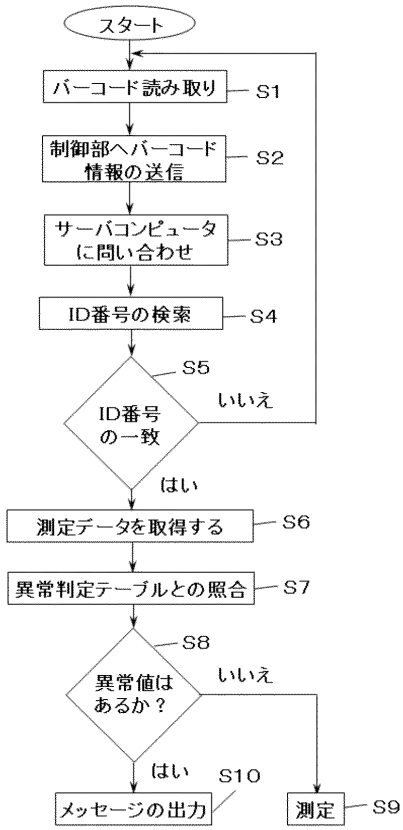 スタート
バーコード読み取り
S1
制御部へバーコード
情報の送信
S2
サーバコンピュータ
に問い合わせ
S3
ID番号の検索
S4
S5
ID番号
の一致
いいえ
はい
測定データを取得する
S6
異常判定テーブルとの照合
S7
S8
異常値は
あるか？
いいえ
はい
メッセージの出力
S10
測定
S9